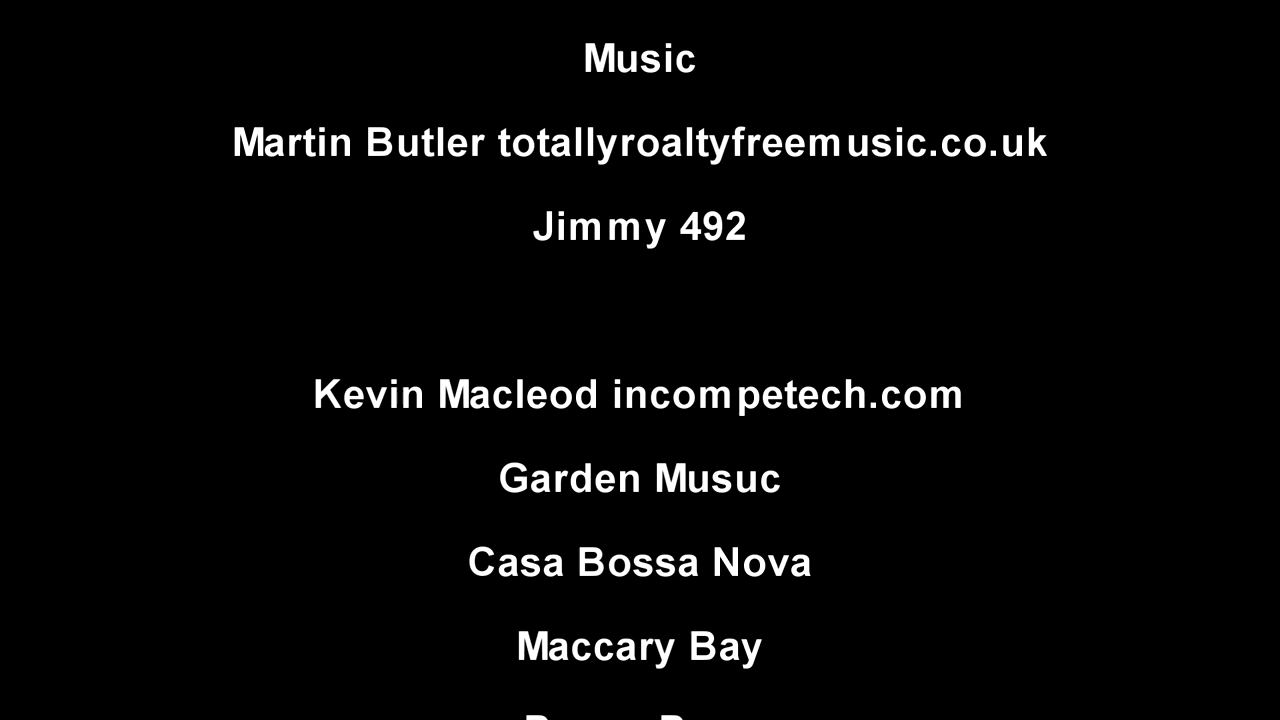 Music
Martin Butler totallyroaltyfreemusic.co.uk
Jimmy 492
Kevin Macleod incompetech.com
Garden Musuc
Casa Bossa Nova
Maccary Bay